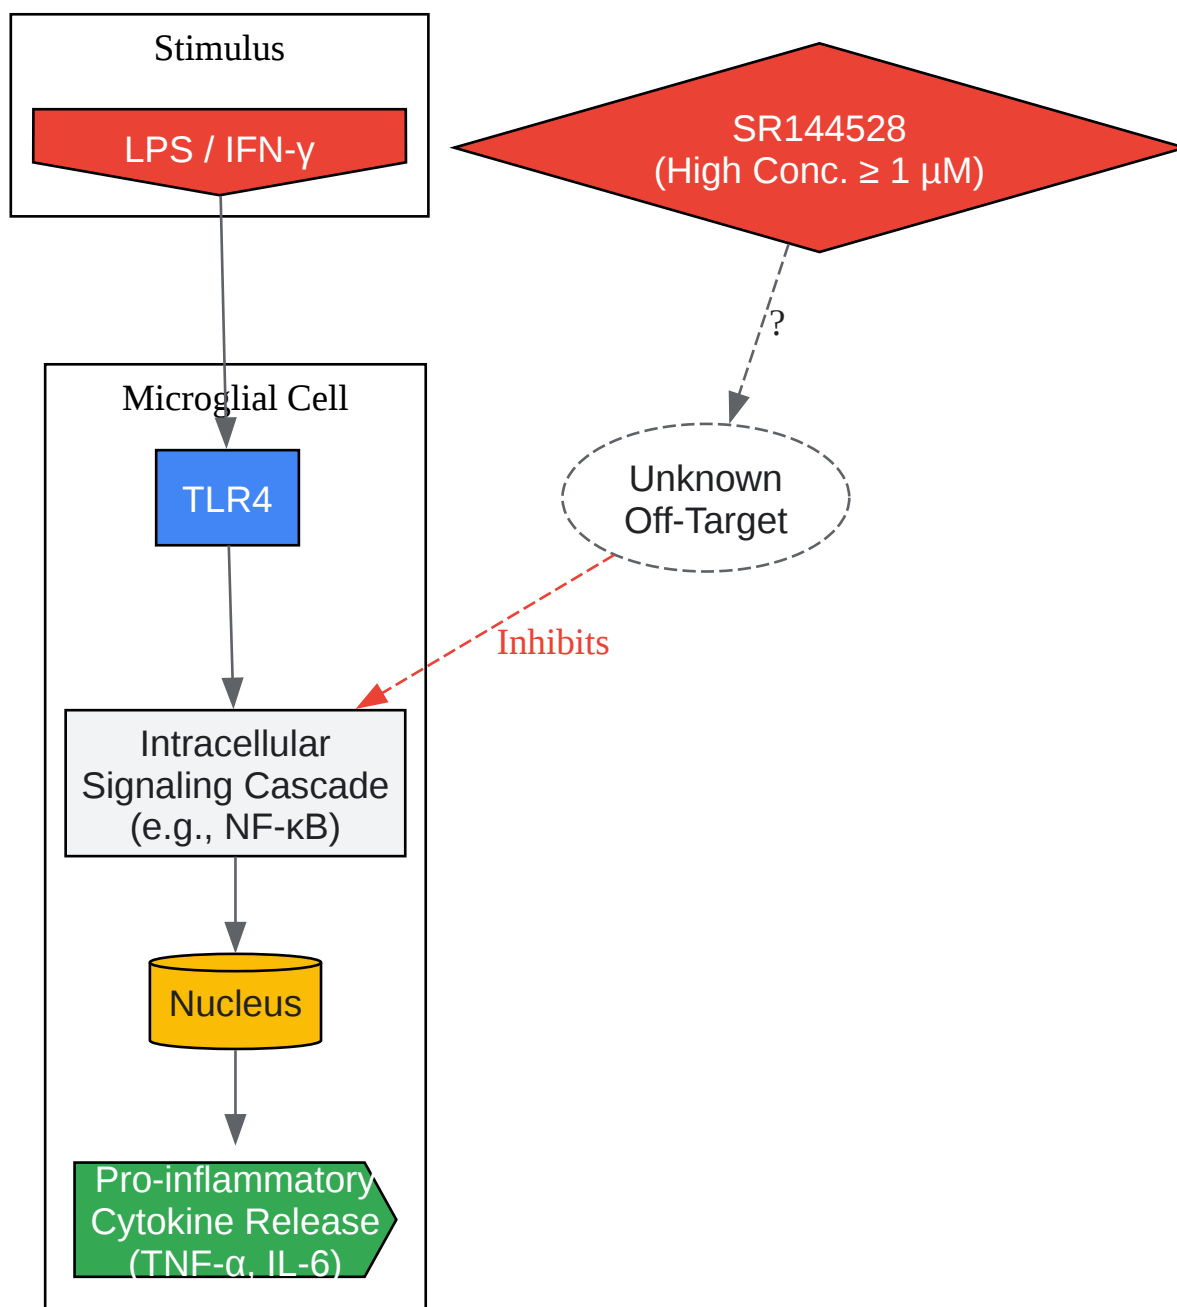 Stimulus
LPS / IFN-γ
SR144528
(High Conc. ≥ 1 µM)
?
Microglial Cell
TLR4
Unknown
Off-Target
Inhibits
Intracellular
Signaling Cascade
(e.g., NF-κB)
Nucleus
Pro-inflammatory
Cytokine Release
(TNF-α, IL-6)